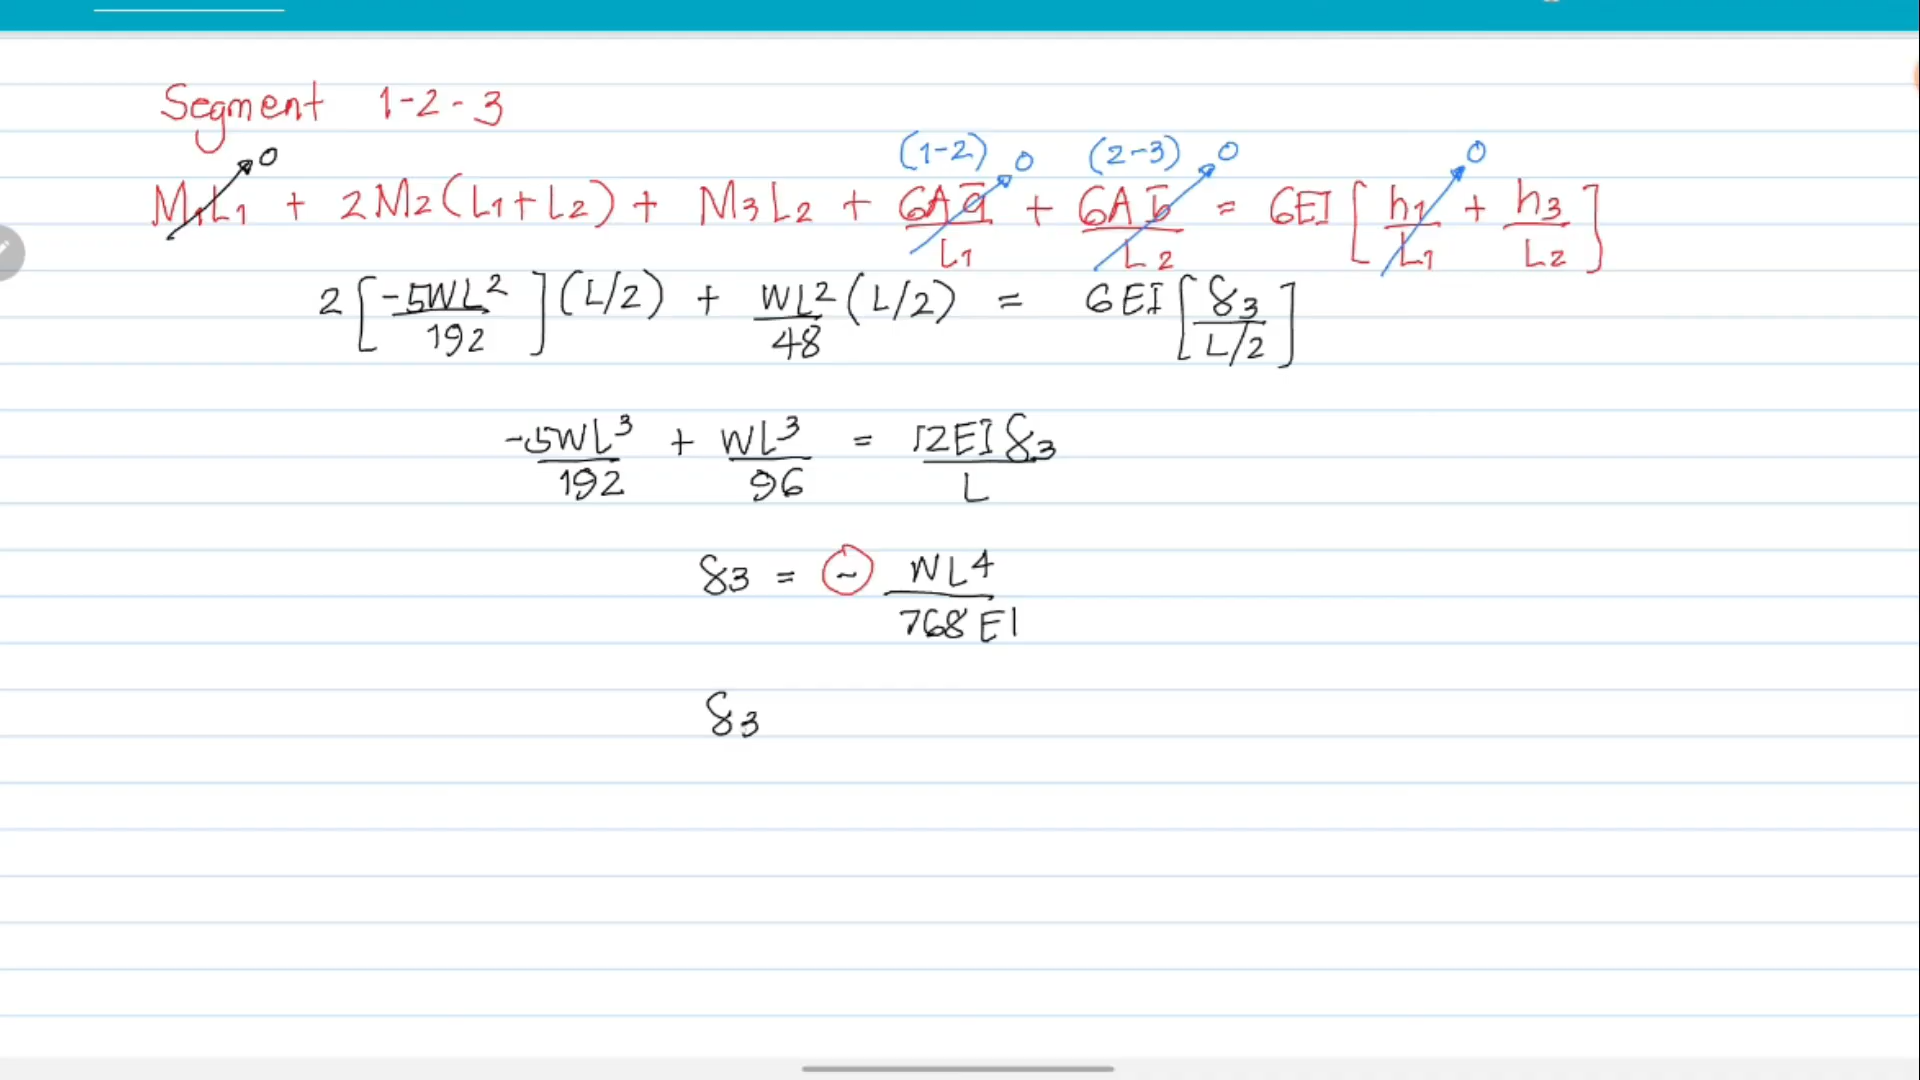 Segment 1-2-3
0 (1-2) 0 (2-3) 0 0
M1L1 + 2M2(L1+L2) + M3L2 + 6Aā/L1 + 6Ab̄/L2 = 6EI[h1/L1 + h3/L2]
2[-5WL²/192](L/2) + WL²/48(L/2) = 6EI[δ3/L/2]
-5WL³/192 + WL³/96 = 12EIδ3/L
δ3 = - WL4/768EI
δ3